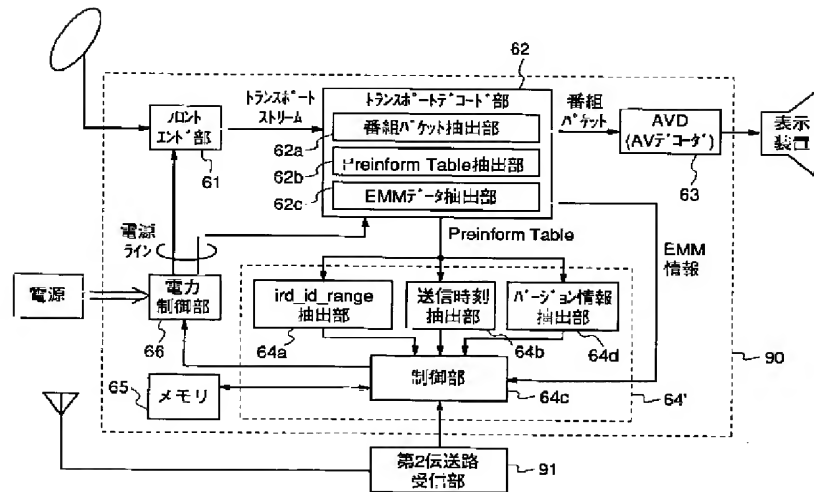 62
トランスポートデコード部
番組パケット抽出部
Preinform Table抽出部
EMMデータ抽出部
62a
62b
62c
フロント
エンド部
61
トランスポート
ストリーム
番組
パケット
AVD
(AVデコーダ)
63
表示
装置
電源
ライン
Preinform Table
EMM
情報
電源
電力
制御部
66
ird_id_range
抽出部
64a
送信時刻
抽出部
64b
バージョン情報
抽出部
64d
90
65
メモリ
制御部
64c
64'
第2伝送路
受信部
91